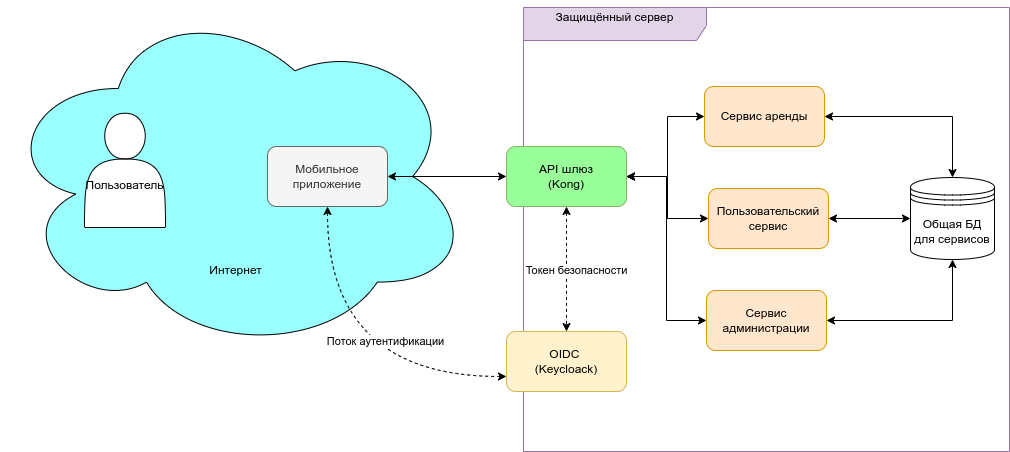 Защищённый сервер
Пользователь
Мобильное
приложение
Интернет
API шлюз
(Kong)
Токен безопасности
Поток аутентификации
OIDC
(Keycloack)
Сервис аренды
Пользовательский
сервис
Сервис
администрации
Общая БД
для сервисов